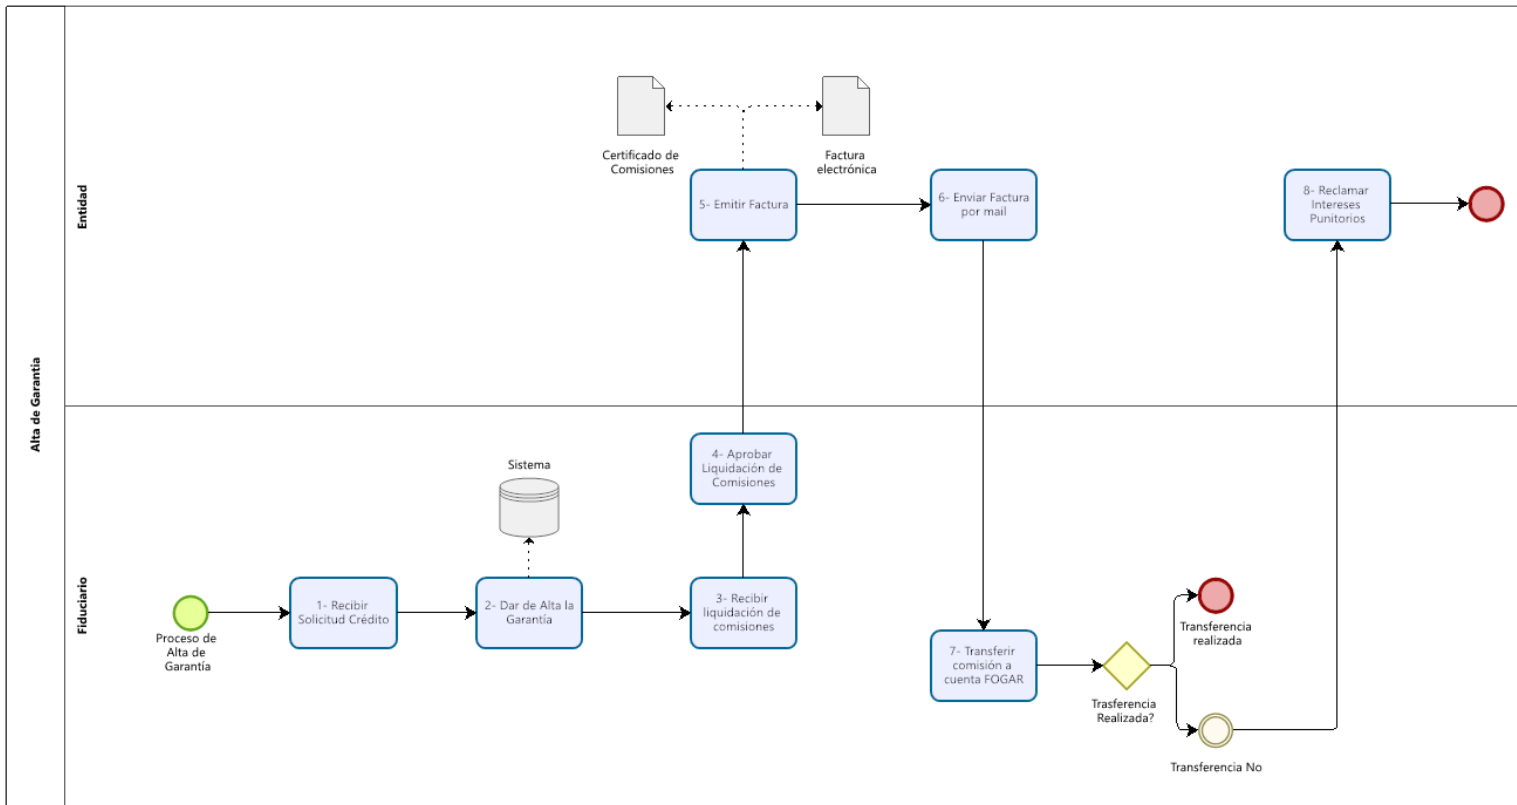 Alta de Garantia
Entidad
Certificado de
Comisiones
Factura
electrónica
5- Emitir Factura
6- Enviar Factura
por mail
8- Reclamar
Intereses
Punitorios
Fiduciario
Proceso de
Alta de
Garantía
1- Recibir
Solicitud Crédito
Sistema
2- Dar de Alta la
Garantía
3- Recibir
liquidación de
comisiones
4- Aprobar
Liquidación de
Comisiones
7- Transferir
comisión a
cuenta FOGAR
Trasferencia
Realizada?
Transferencia
realizada
Transferencia No